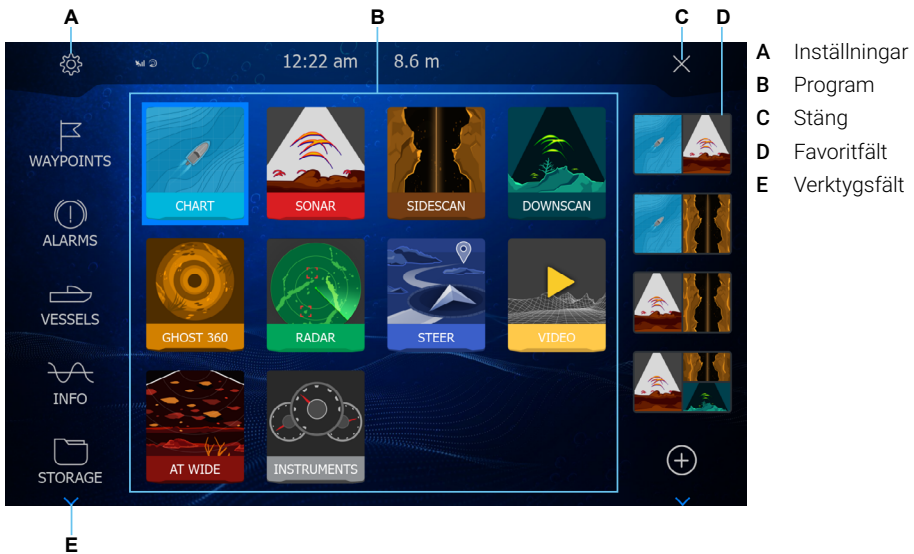 A B C D
12:22 am 8.6 m
WAYPOINTS
ALARMS
VESSELS
INFO
STORAGE
CHART SONAR SIDESCAN DOWNSCAN
GHOST 360 RADAR STEER VIDEO
AT WIDE INSTRUMENTS
E
A Inställningar
B Program
C Stäng
D Favoritfält
E Verktygsfält